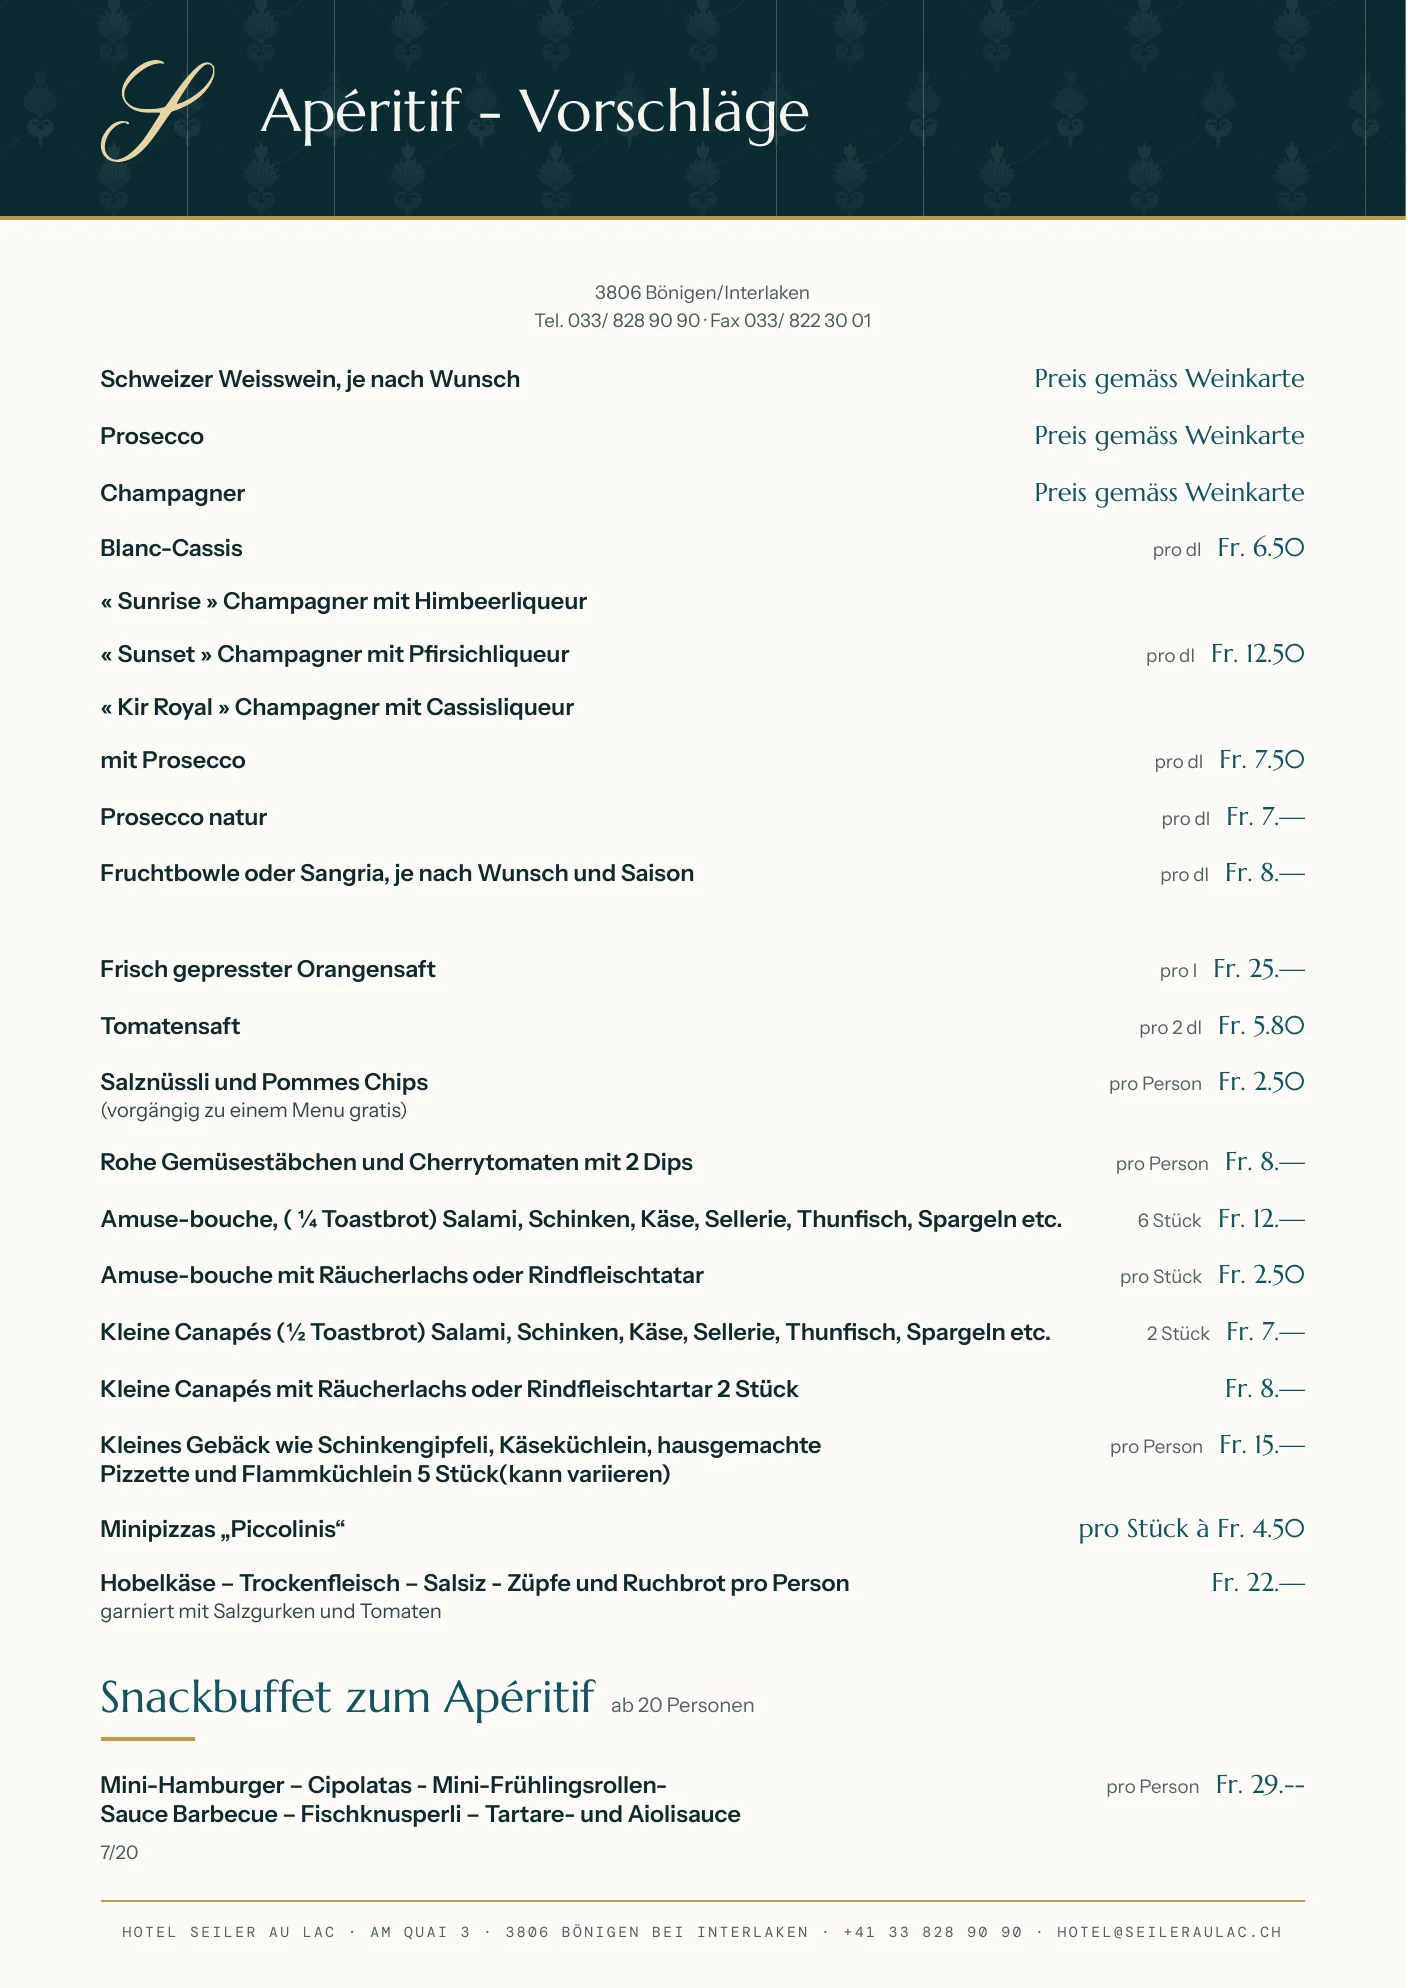 S
Apéritif - Vorschläge
3806 Bönigen/Interlaken
Tel. 033/ 828 90 90 · Fax 033/ 822 30 01
Schweizer Weisswein, je nach Wunsch Preis gemäss Weinkarte
Prosecco Preis gemäss Weinkarte
Champagner Preis gemäss Weinkarte
Blanc-Cassis pro dl Fr. 6.50
« Sunrise » Champagner mit Himbeerliqueur
« Sunset » Champagner mit Pfirsichliqueur pro dl Fr. 12.50
« Kir Royal » Champagner mit Cassisliqueur
mit Prosecco pro dl Fr. 7.50
Prosecco natur pro dl Fr. 7.—
Fruchtbowle oder Sangria, je nach Wunsch und Saison pro dl Fr. 8.—
Frisch gepresster Orangensaft pro l Fr. 25.—
Tomatensaft pro 2 dl Fr. 5.80
Salznüssli und Pommes Chips pro Person Fr. 2.50
(vorgängig zu einem Menu gratis)
Rohe Gemüsestäbchen und Cherrytomaten mit 2 Dips pro Person Fr. 8.—
Amuse-bouche, ( ¼ Toastbrot) Salami, Schinken, Käse, Sellerie, Thunfisch, Spargeln etc. 6 Stück Fr. 12.—
Amuse-bouche mit Räucherlachs oder Rindfleischtatar pro Stück Fr. 2.50
Kleine Canapés (½ Toastbrot) Salami, Schinken, Käse, Sellerie, Thunfisch, Spargeln etc. 2 Stück Fr. 7.—
Kleine Canapés mit Räucherlachs oder Rindfleischtartar 2 Stück Fr. 8.—
Kleines Gebäck wie Schinkengipfeli, Käseküchlein, hausgemachte pro Person Fr. 15.—
Pizzette und Flammküchlein 5 Stück(kann variieren)
Minipizzas „Piccolinis“ pro Stück à Fr. 4.50
Hobelkäse – Trockenfleisch – Salsiz - Züpfe und Ruchbrot pro Person Fr. 22.—
garniert mit Salzgurken und Tomaten
Snackbuffet zum Apéritif ab 20 Personen
Mini-Hamburger – Cipolatas - Mini-Frühlingsrollen- pro Person Fr. 29.--
Sauce Barbecue – Fischknusperli – Tartare- und Aiolisauce
7/20
HOTEL SEILER AU LAC · AM QUAI 3 · 3806 BÖNIGEN BEI INTERLAKEN · +41 33 828 90 90 · HOTEL@SEILERAULAC.CH